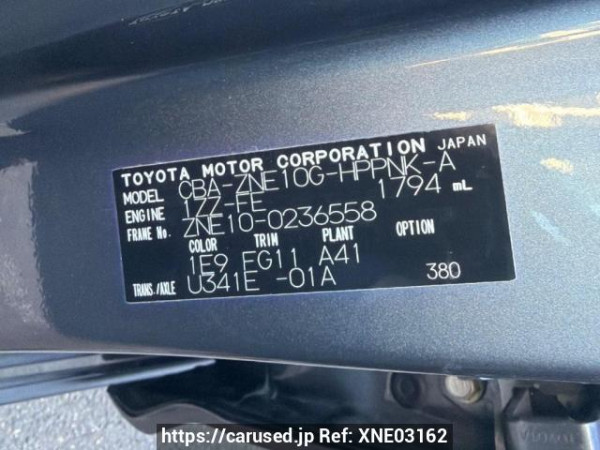 TOYOTA MOTOR CORPORATION JAPAN
MODEL CBA-ZNE10G-HPPNK-A
ENGINE 1ZZ-FE 1794 mL
FRAME No. ZNE10-0236558
COLOR TRIM PLANT OPTION
1E9 FG11 A41
TRANS./AXLE U341E -01A 380
https://carused.jp Ref: XNE03162